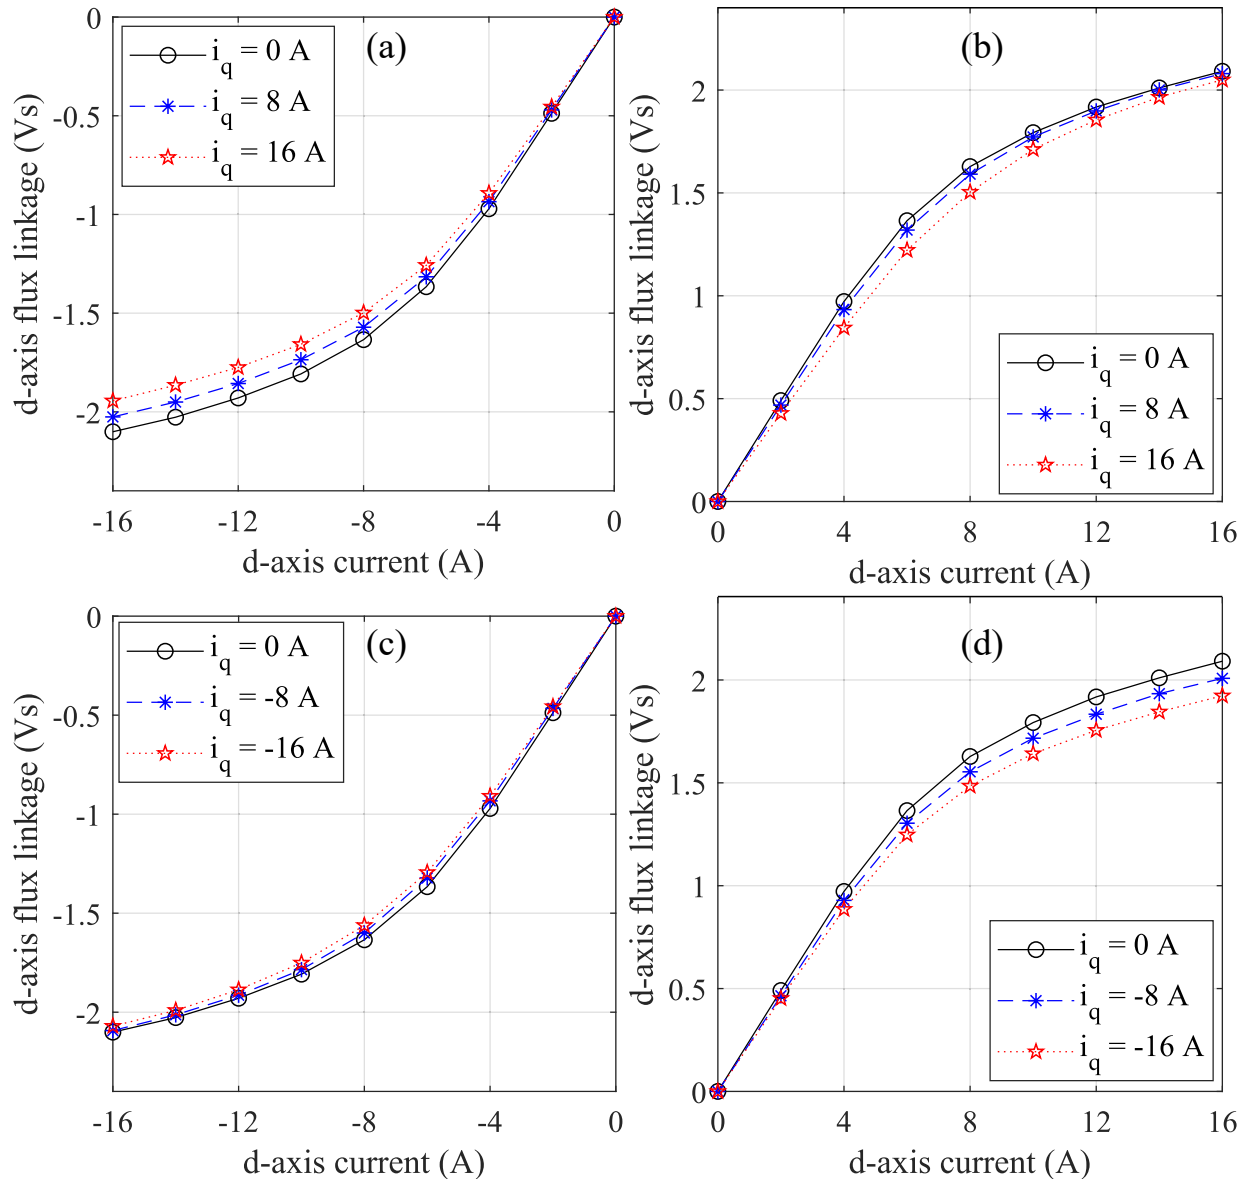 (a)
i_q = 0 A
i_q = 8 A
i_q = 16 A
0
-0.5
-1
-1.5
-2
d-axis flux linkage (Vs)
-16 -12 -8 -4 0
d-axis current (A)
(b)
2
1.5
1
0.5
0
d-axis flux linkage (Vs)
i_q = 0 A
i_q = 8 A
i_q = 16 A
0 4 8 12 16
d-axis current (A)
(c)
i_q = 0 A
i_q = -8 A
i_q = -16 A
0
-0.5
-1
-1.5
-2
d-axis flux linkage (Vs)
-16 -12 -8 -4 0
d-axis current (A)
(d)
2
1.5
1
0.5
0
d-axis flux linkage (Vs)
i_q = 0 A
i_q = -8 A
i_q = -16 A
0 4 8 12 16
d-axis current (A)